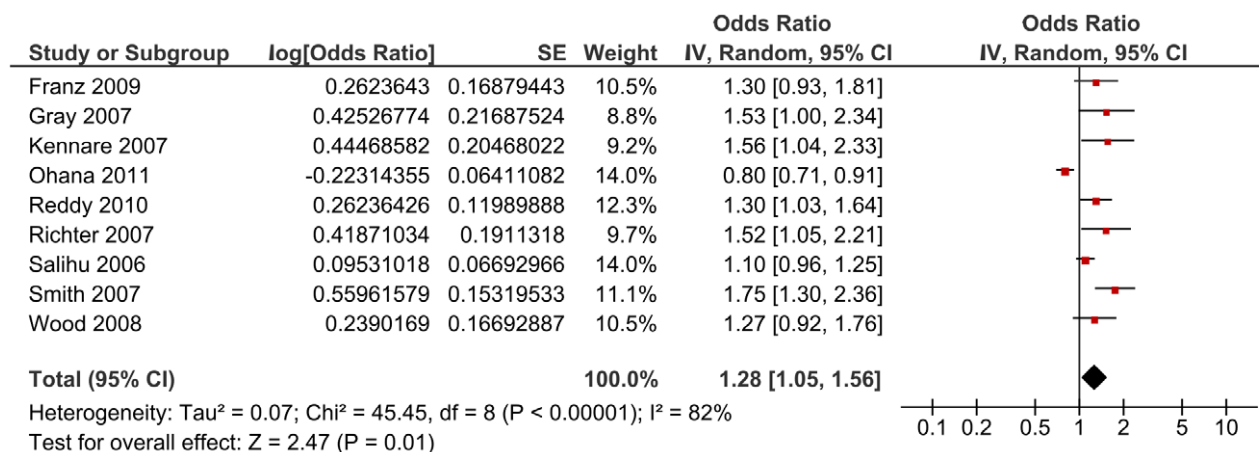 Odds Ratio Odds Ratio
Study or Subgroup log[Odds Ratio] SE Weight IV, Random, 95% CI IV, Random, 95% CI
Franz 2009 0.2623643 0.16879443 10.5% 1.30 [0.93, 1.81]
Gray 2007 0.42526774 0.21687524 8.8% 1.53 [1.00, 2.34]
Kennare 2007 0.44468582 0.20468022 9.2% 1.56 [1.04, 2.33]
Ohana 2011 -0.22314355 0.06411082 14.0% 0.80 [0.71, 0.91]
Reddy 2010 0.26236426 0.11989888 12.3% 1.30 [1.03, 1.64]
Richter 2007 0.41871034 0.1911318 9.7% 1.52 [1.05, 2.21]
Salihu 2006 0.09531018 0.06692966 14.0% 1.10 [0.96, 1.25]
Smith 2007 0.55961579 0.15319533 11.1% 1.75 [1.30, 2.36]
Wood 2008 0.2390169 0.16692887 10.5% 1.27 [0.92, 1.76]
Total (95% CI) 100.0% 1.28 [1.05, 1.56]
Heterogeneity: Tau² = 0.07; Chi² = 45.45, df = 8 (P < 0.00001); I² = 82%
Test for overall effect: Z = 2.47 (P = 0.01)
0.1 0.2 0.5 1 2 5 10